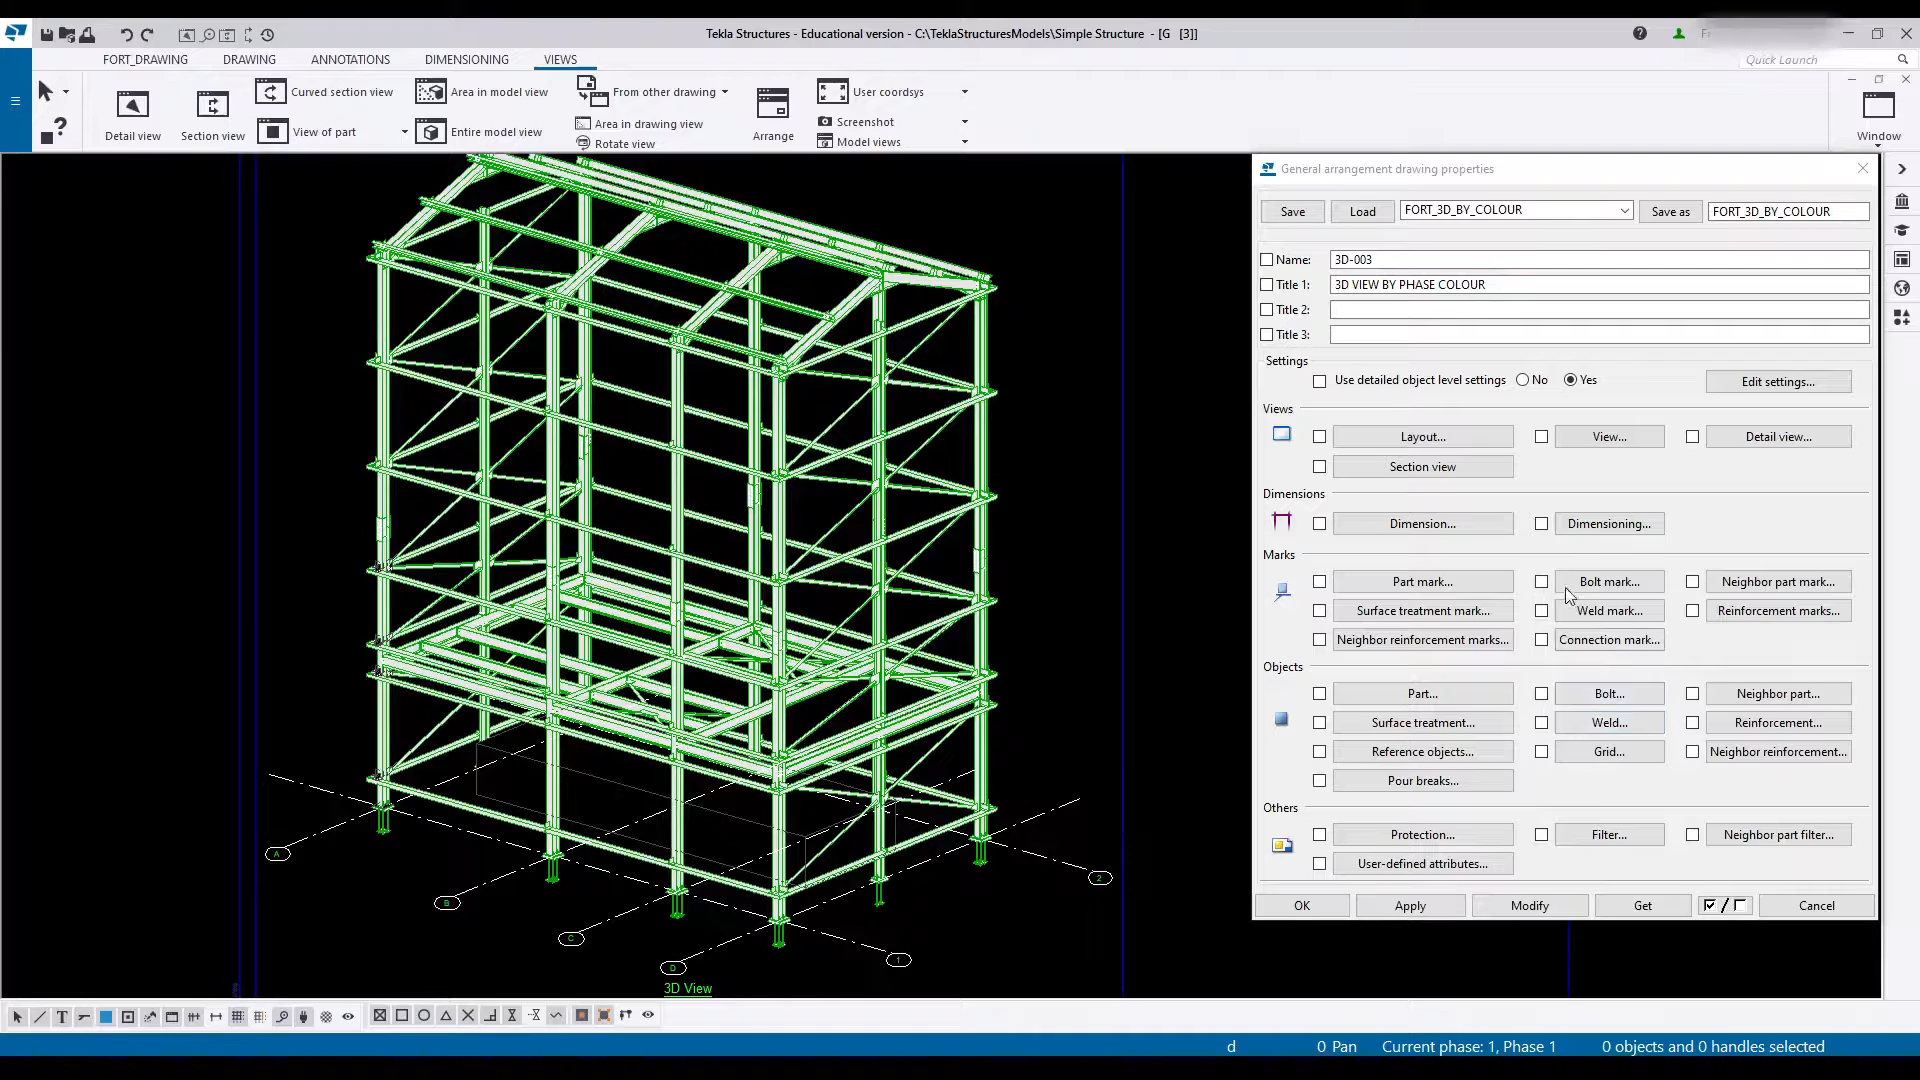 Tekla Structures - Educational version - C:\TeklaStructuresModels\Simple Structure - [G [3]]
FORT_DRAWING DRAWING ANNOTATIONS DIMENSIONING VIEWS
Quick Launch
Curved section view Area in model view From other drawing User coordsys
Area in drawing view Screenshot
Detail view Section view View of part Entire model view Rotate view Arrange Model views Window
General arrangement drawing properties
Save Load FORT_3D_BY_COLOUR Save as FORT_3D_BY_COLOUR
Name: 3D-003
Title 1: 3D VIEW BY PHASE COLOUR
Title 2:
Title 3:
Settings
Use detailed object level settings No Yes Edit settings...
Views
Layout... View... Detail view...
Section view
Dimensions
Dimension... Dimensioning...
Marks
Part mark... Bolt mark... Neighbor part mark...
Surface treatment mark... Weld mark... Reinforcement marks...
Neighbor reinforcement marks... Connection mark...
Objects
Part... Bolt... Neighbor part...
Surface treatment... Weld... Reinforcement...
Reference objects... Grid... Neighbor reinforcement...
Pour breaks...
Others
Protection... Filter... Neighbor part filter...
User-defined attributes...
OK Apply Modify Get / Cancel
A
2
B
C
1
D
3D View
d 0 Pan Current phase: 1, Phase 1 0 objects and 0 handles selected